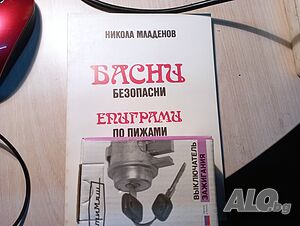 НИКОЛА МЛАДЕНОВ
БАСНИ
БЕЗОПАСНИ
ЕПИГРАМИ
ПО ПИЖАМИ
ВЫКЛЮЧАТЕЛЬ
ЗАЖИГАНИЯ
ALO.bg